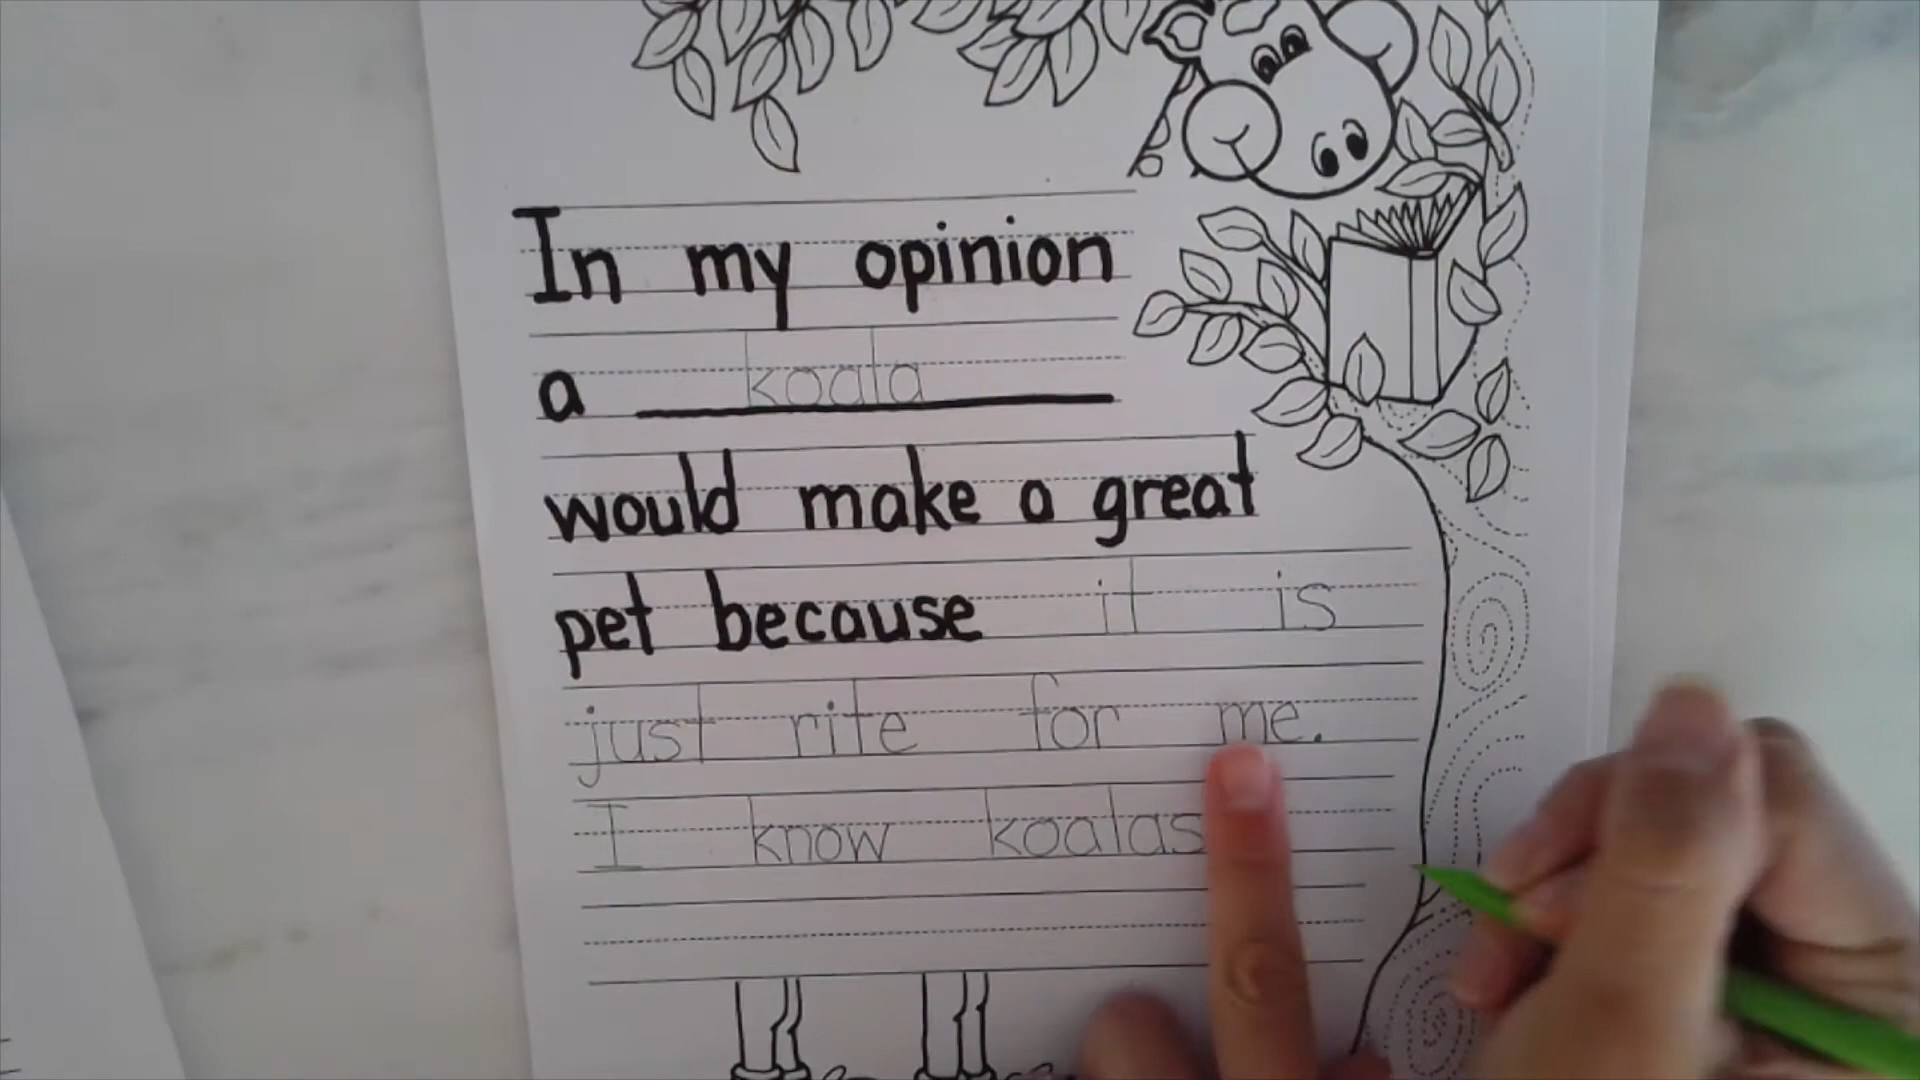 In my opinion
a koala
would make a great
pet because it is
just rite for me.
I know koalas